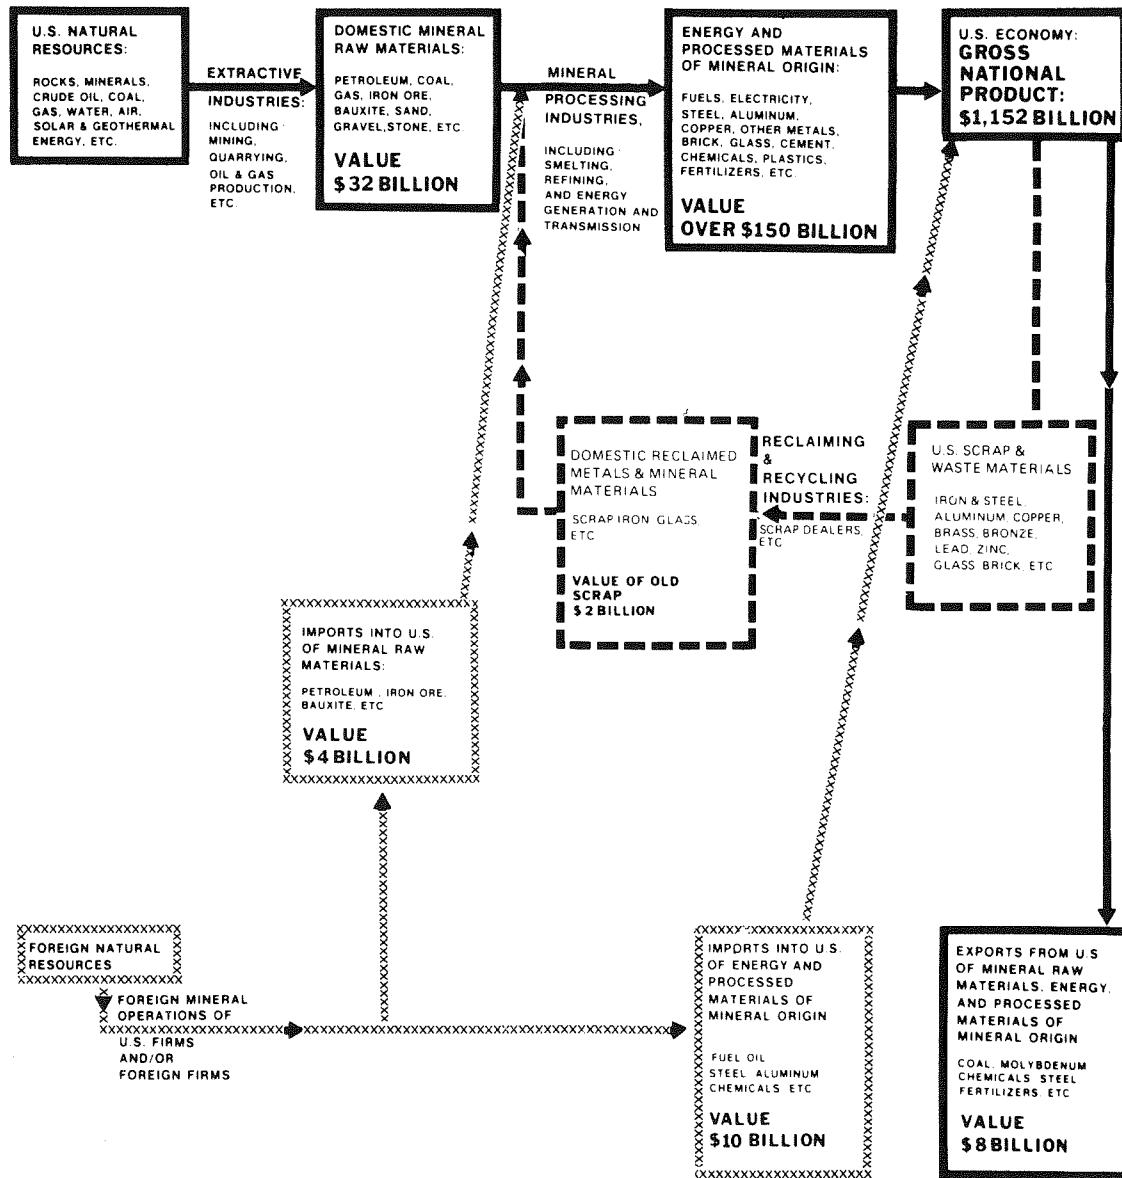 U.S. NATURAL
RESOURCES:
ROCKS, MINERALS,
CRUDE OIL, COAL,
GAS, WATER, AIR,
SOLAR & GEOTHERMAL
ENERGY, ETC.
EXTRACTIVE
INDUSTRIES:
INCLUDING
MINING,
QUARRYING,
OIL & GAS
PRODUCTION,
ETC.
DOMESTIC MINERAL
RAW MATERIALS:
PETROLEUM, COAL,
GAS, IRON ORE,
BAUXITE, SAND,
GRAVEL, STONE, ETC.
VALUE
$32 BILLION
MINERAL
PROCESSING
INDUSTRIES,
INCLUDING
SMELTING,
REFINING,
AND ENERGY
GENERATION AND
TRANSMISSION
ENERGY AND
PROCESSED MATERIALS
OF MINERAL ORIGIN:
FUELS, ELECTRICITY,
STEEL, ALUMINUM,
COPPER, OTHER METALS,
BRICK, GLASS, CEMENT,
CHEMICALS, PLASTICS,
FERTILIZERS, ETC.
VALUE
OVER $150 BILLION
U.S. ECONOMY:
GROSS
NATIONAL
PRODUCT:
$1,152 BILLION
DOMESTIC RECLAIMED
METALS & MINERAL
MATERIALS
SCRAP IRON, GLASS,
ETC
VALUE OF OLD
SCRAP
$2 BILLION
RECLAIMING
&
RECYCLING
INDUSTRIES:
SCRAP DEALERS,
ETC
U.S. SCRAP &
WASTE MATERIALS
IRON & STEEL,
ALUMINUM, COPPER,
BRASS, BRONZE,
LEAD, ZINC,
GLASS BRICK, ETC
IMPORTS INTO U.S.
OF MINERAL RAW
MATERIALS:
PETROLEUM, IRON ORE,
BAUXITE, ETC
VALUE
$4 BILLION
FOREIGN NATURAL
RESOURCES
FOREIGN MINERAL
OPERATIONS OF
U.S. FIRMS
AND/OR
FOREIGN FIRMS
IMPORTS INTO U.S.
OF ENERGY AND
PROCESSED
MATERIALS OF
MINERAL ORIGIN
FUEL OIL
STEEL, ALUMINUM
CHEMICALS, ETC
VALUE
$10 BILLION
EXPORTS FROM U.S
OF MINERAL RAW
MATERIALS, ENERGY,
AND PROCESSED
MATERIALS OF
MINERAL ORIGIN
COAL, MOLYBDENUM
CHEMICALS, STEEL
FERTILIZERS, ETC
VALUE
$8 BILLION